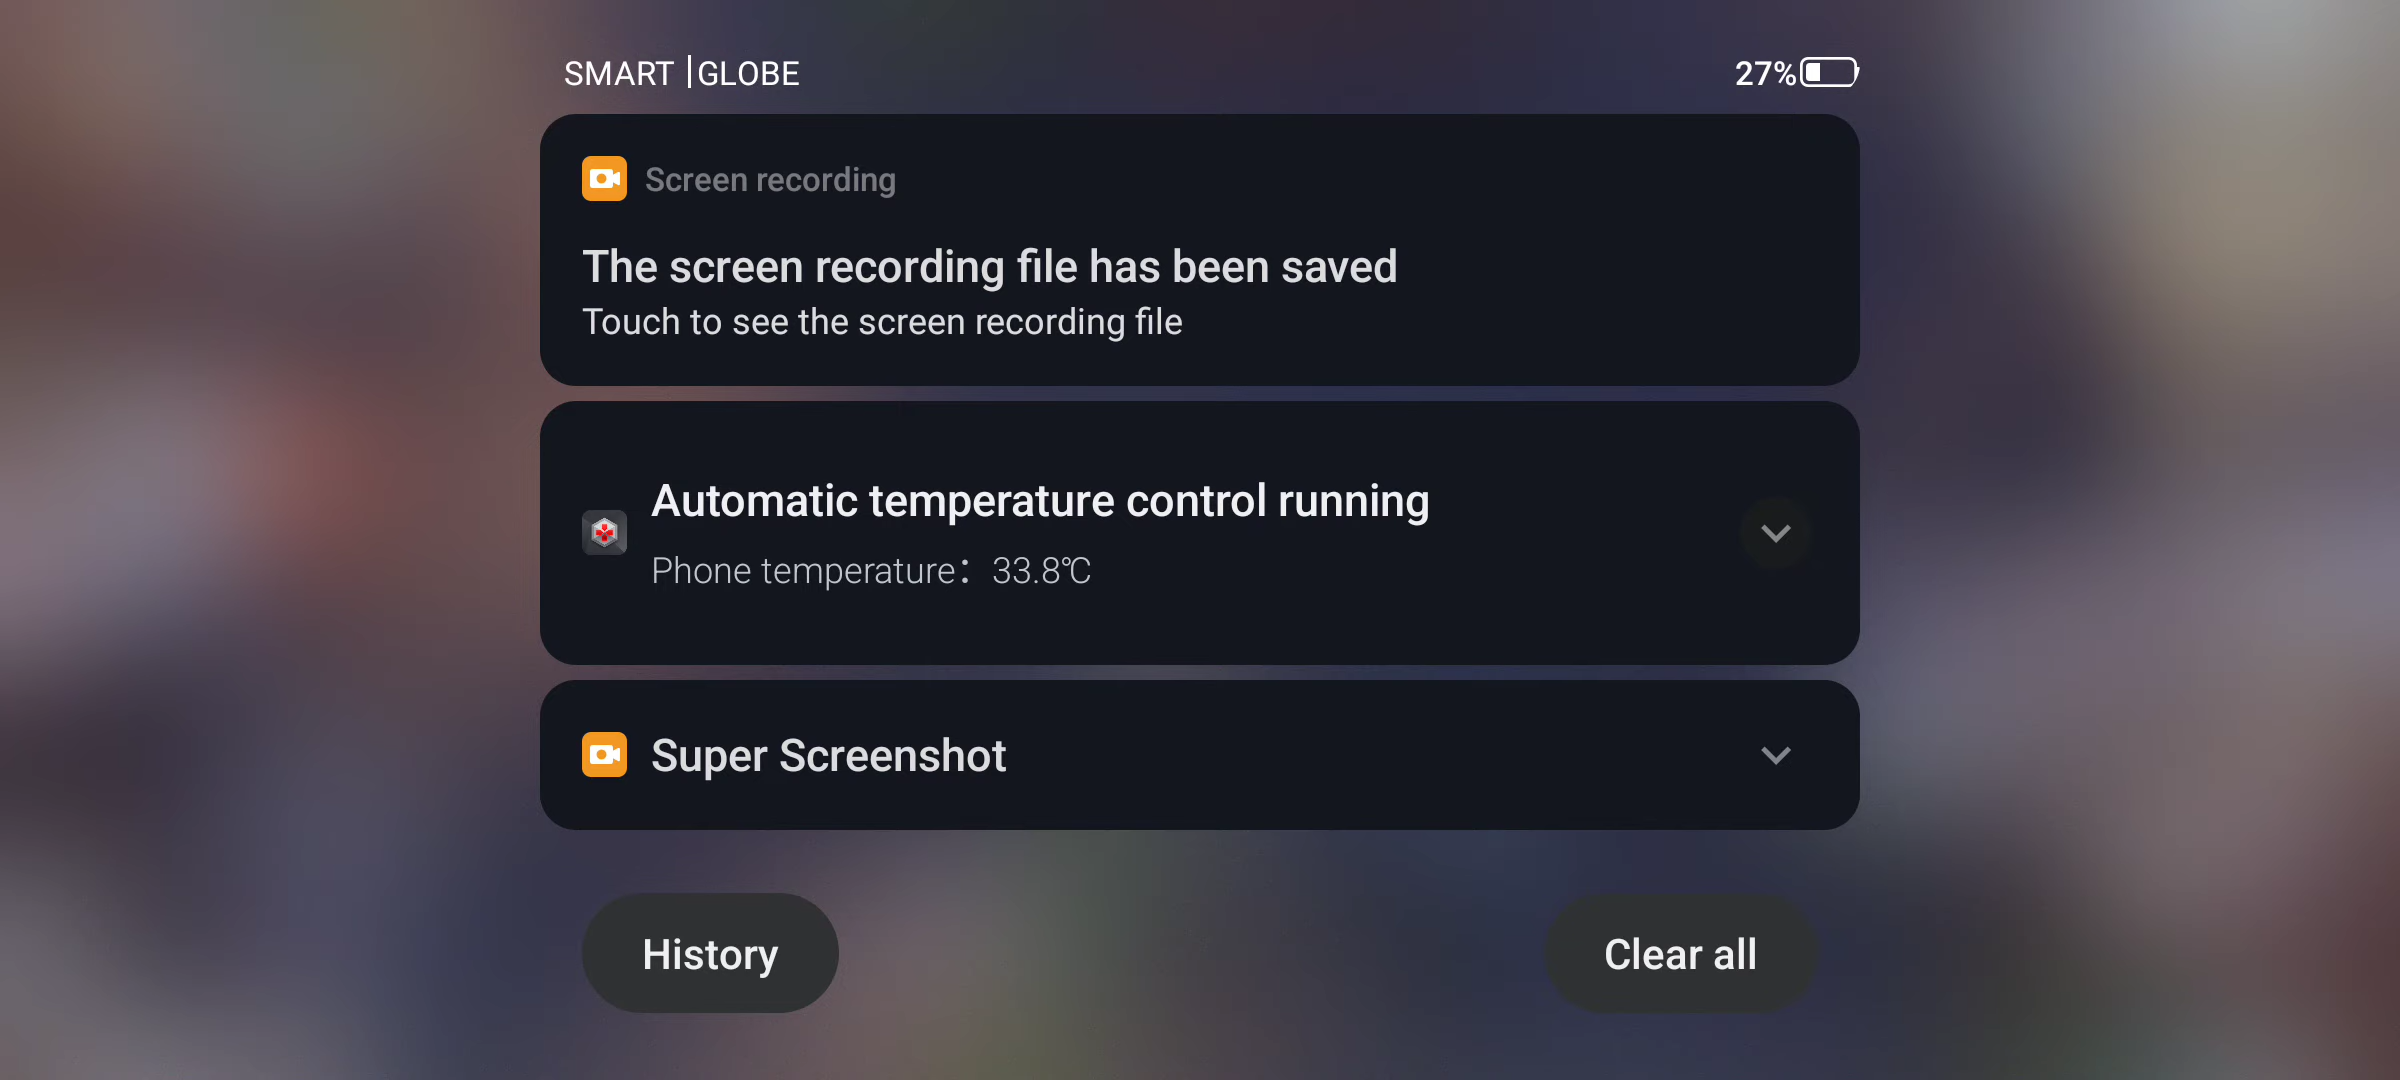 SMART | GLOBE 27%
Screen recording
The screen recording file has been saved
Touch to see the screen recording file
Automatic temperature control running
Phone temperature：33.8℃
Super Screenshot
History Clear all